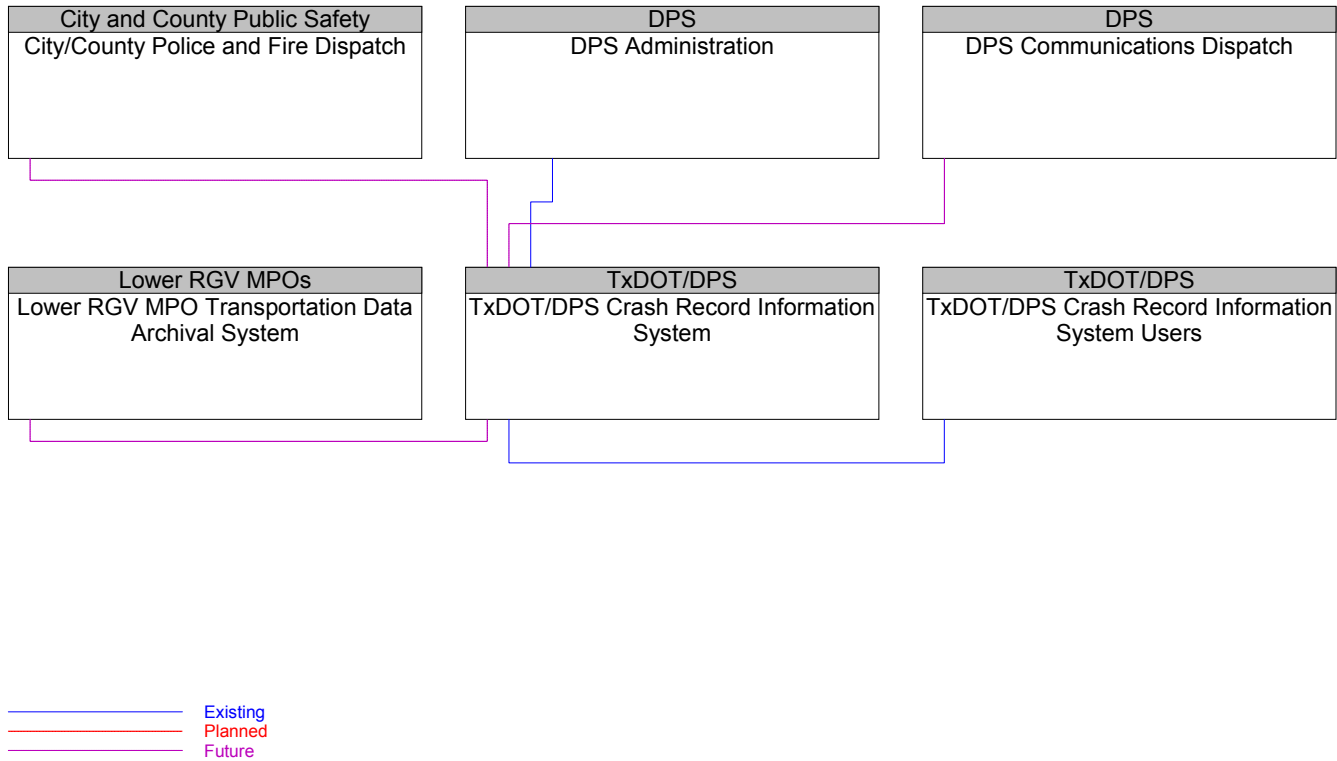 City and County Public Safety
City/County Police and Fire Dispatch
DPS
DPS Administration
DPS
DPS Communications Dispatch
Lower RGV MPOs
Lower RGV MPO Transportation Data
Archival System
TxDOT/DPS
TxDOT/DPS Crash Record Information
System
TxDOT/DPS
TxDOT/DPS Crash Record Information
System Users
Existing
Planned
Future